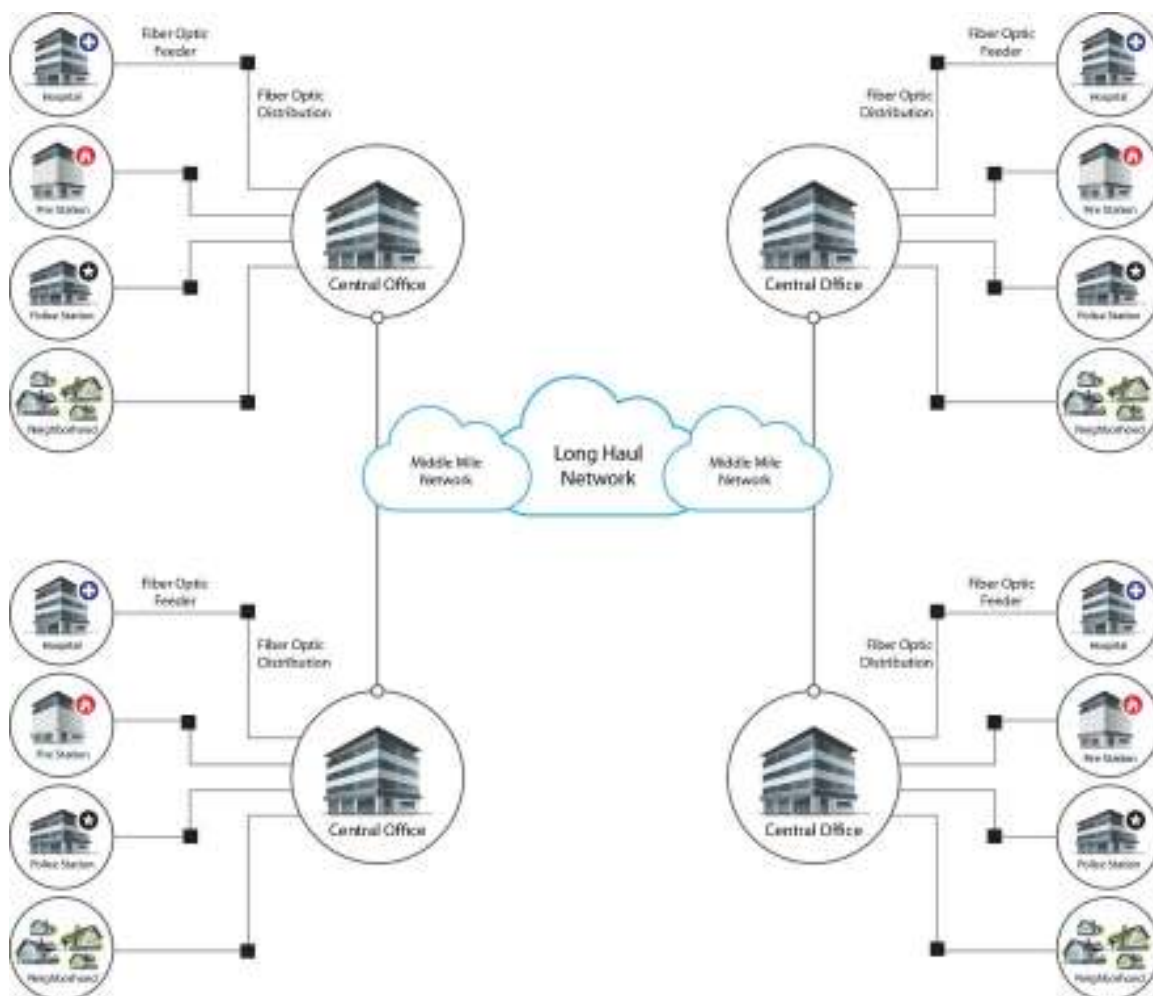 Fiber Optic
Feeder
Hospital
Fiber Optic
Distribution
Fire Station
Central Office
Police Station
Neighborhood
Fiber Optic
Feeder
Hospital
Fiber Optic
Distribution
Fire Station
Central Office
Police Station
Neighborhood
Middle Mile
Network
Long Haul
Network
Middle Mile
Network
Fiber Optic
Feeder
Hospital
Fiber Optic
Distribution
Fire Station
Central Office
Police Station
Neighborhood
Fiber Optic
Feeder
Hospital
Fiber Optic
Distribution
Fire Station
Central Office
Police Station
Neighborhood